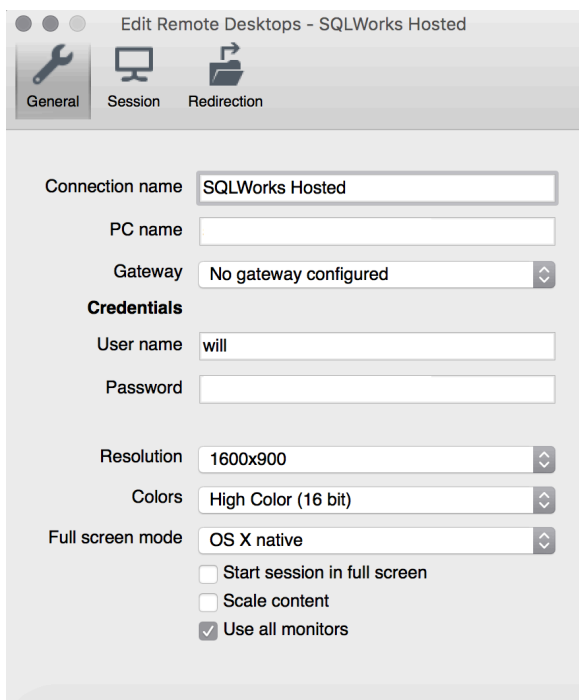 Edit Remote Desktops - SQLWorks Hosted
General Session Redirection
Connection name SQLWorks Hosted
PC name
Gateway No gateway configured
Credentials
User name will
Password
Resolution 1600x900
Colors High Color (16 bit)
Full screen mode OS X native
Start session in full screen
Scale content
Use all monitors